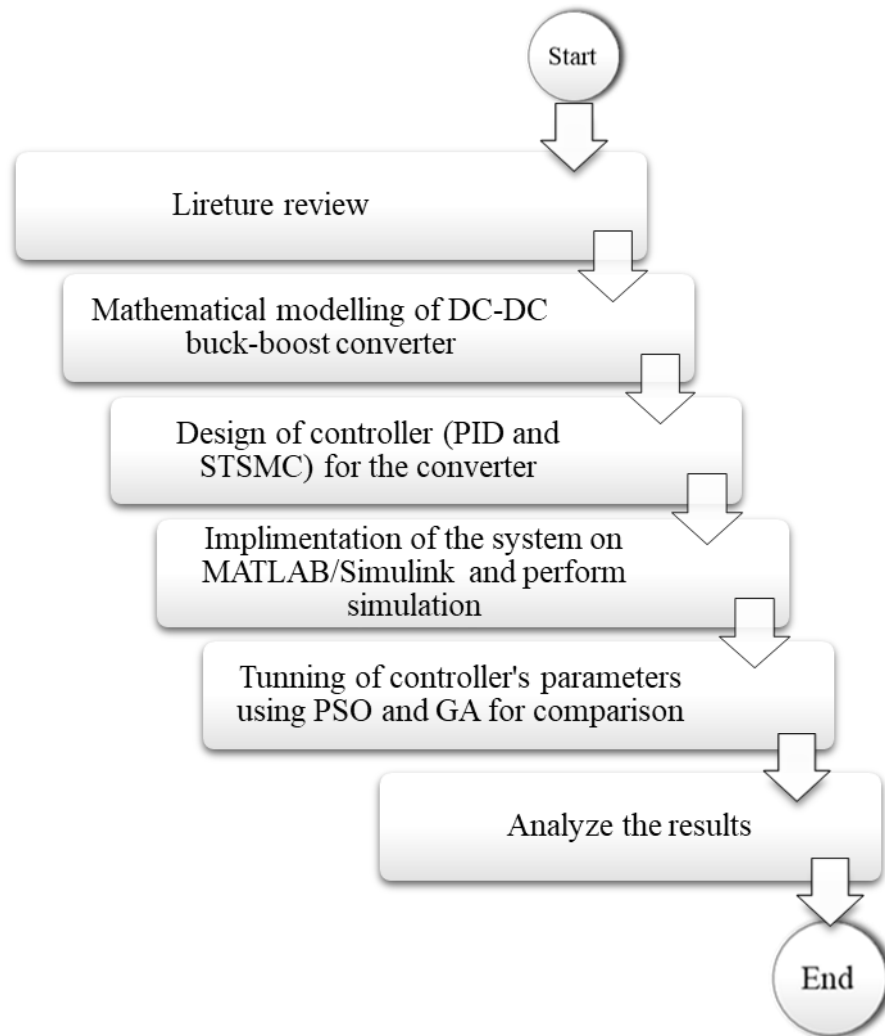 Start
Lireture review
Mathematical modelling of DC-DC
buck-boost converter
Design of controller (PID and
STSMC) for the converter
Implimentation of the system on
MATLAB/Simulink and perform
simulation
Tunning of controller's parameters
using PSO and GA for comparison
Analyze the results
End